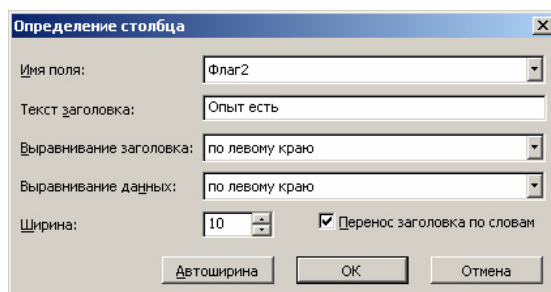 Определение столбца
Имя поля: Флаг2
Текст заголовка: Опыт есть
Выравнивание заголовка: по левому краю
Выравнивание данных: по левому краю
Ширина: 10 Перенос заголовка по словам
Автоширина ОК Отмена